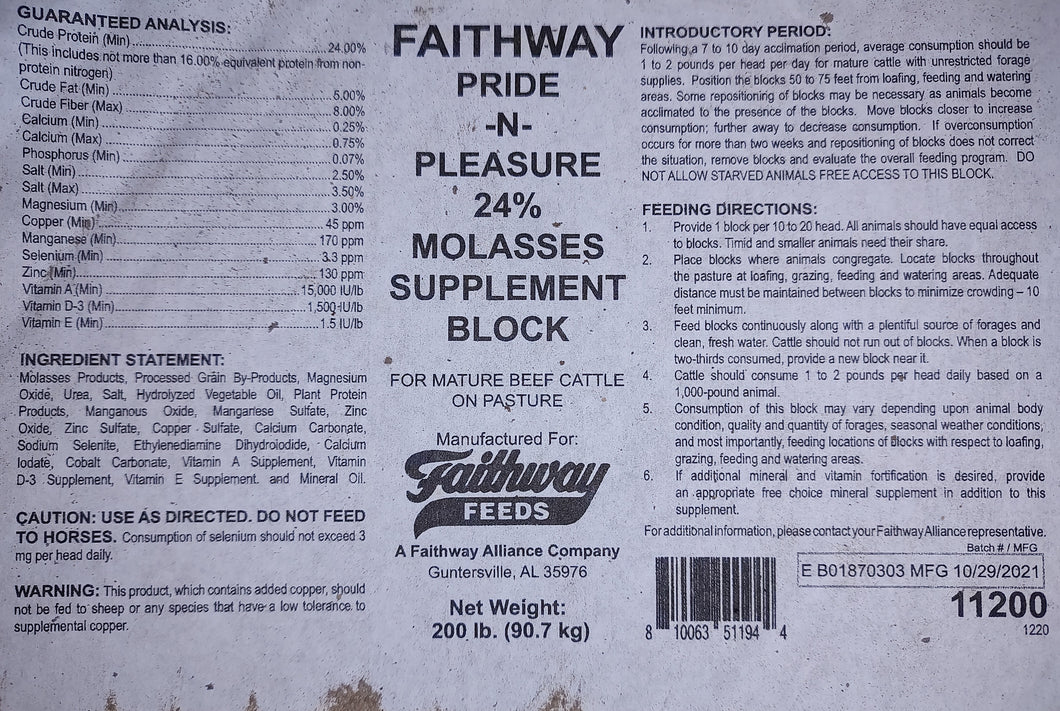 GUARANTEED ANALYSIS:
Crude Protein (Min) 24.00%
(This includes not more than 16.00% equivalent protein from non-
protein nitrogen)
Crude Fat (Min) 5.00%
Crude Fiber (Max) 8.00%
Calcium (Min) 0.25%
Calcium (Max) 0.75%
Phosphorus (Min) 0.07%
Salt (Min) 2.50%
Salt (Max) 3.50%
Magnesium (Min) 3.00%
Copper (Min) 45 ppm
Manganese (Min) 170 ppm
Selenium (Min) 3.3 ppm
Zinc (Min) 130 ppm
Vitamin A (Min) 15,000 IU/lb
Vitamin D-3 (Min) 1,500 IU/lb
Vitamin E (Min) 1.5 IU/lb
INGREDIENT STATEMENT:
Molasses Products, Processed Grain By-Products, Magnesium
Oxide, Urea, Salt, Hydrolyzed Vegetable Oil, Plant Protein
Products, Manganous Oxide, Manganese Sulfate, Zinc
Oxide, Zinc Sulfate, Copper Sulfate, Calcium Carbonate,
Sodium Selenite, Ethylenediamine Dihydroiodide, Calcium
Iodate, Cobalt Carbonate, Vitamin A Supplement, Vitamin
D-3 Supplement, Vitamin E Supplement. and Mineral Oil.
CAUTION: USE AS DIRECTED. DO NOT FEED
TO HORSES. Consumption of selenium should not exceed 3
mg per head daily.
WARNING: This product, which contains added copper, should
not be fed to sheep or any species that have a low tolerance to
supplemental copper.
FAITHWAY
PRIDE
-N-
PLEASURE
24%
MOLASSES
SUPPLEMENT
BLOCK
FOR MATURE BEEF CATTLE
ON PASTURE
Manufactured For:
Faithway
FEEDS
A Faithway Alliance Company
Guntersville, AL 35976
Net Weight:
200 lb. (90.7 kg)
INTRODUCTORY PERIOD:
Following a 7 to 10 day acclimation period, average consumption should be
1 to 2 pounds per head per day for mature cattle with unrestricted forage
supplies. Position the blocks 50 to 75 feet from loafing, feeding and watering
areas. Some repositioning of blocks may be necessary as animals become
acclimated to the presence of the blocks. Move blocks closer to increase
consumption; further away to decrease consumption. If overconsumption
occurs for more than two weeks and repositioning of blocks does not correct
the situation, remove blocks and evaluate the overall feeding program. DO
NOT ALLOW STARVED ANIMALS FREE ACCESS TO THIS BLOCK.
FEEDING DIRECTIONS:
1. Provide 1 block per 10 to 20 head. All animals should have equal access
to blocks. Timid and smaller animals need their share.
2. Place blocks where animals congregate. Locate blocks throughout
the pasture at loafing, grazing, feeding and watering areas. Adequate
distance must be maintained between blocks to minimize crowding – 10
feet minimum.
3. Feed blocks continuously along with a plentiful source of forages and
clean, fresh water. Cattle should not run out of blocks. When a block is
two-thirds consumed, provide a new block near it.
4. Cattle should consume 1 to 2 pounds per head daily based on a
1,000-pound animal.
5. Consumption of this block may vary depending upon animal body
condition, quality and quantity of forages, seasonal weather conditions,
and most importantly, feeding locations of blocks with respect to loafing,
grazing, feeding and watering areas.
6. If additional mineral and vitamin fortification is desired, provide
an appropriate free choice mineral supplement in addition to this
supplement.
For additional information, please contact your Faithway Alliance representative.
Batch # / MFG
E B01870303 MFG 10/29/2021
11200
1220
8 10063 51194 4